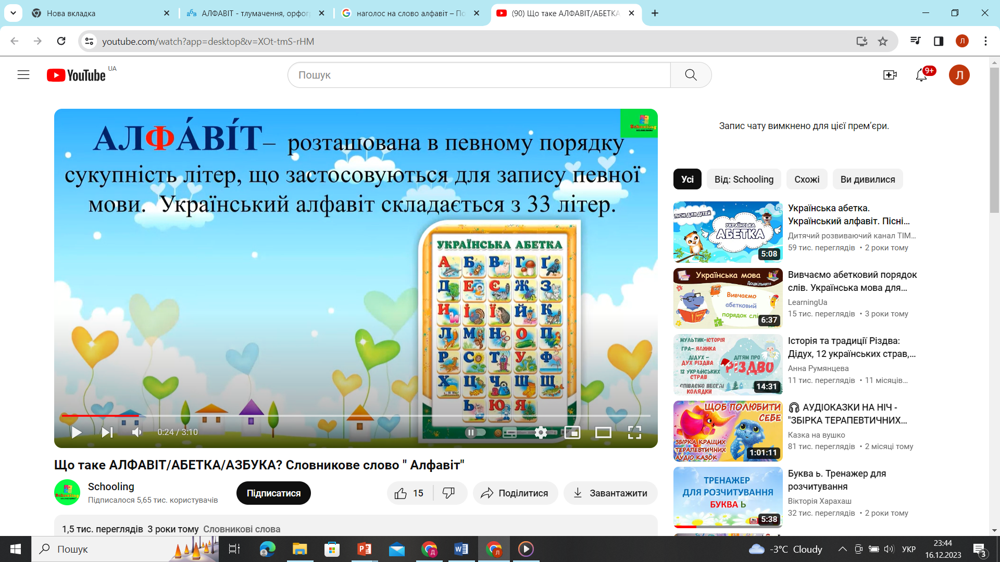 Нова вкладка
АЛФАВІТ - тлумачення, орфогр
наголос на слово алфавіт – По
(90) Що таке АЛФАВІТ/АБЕТКА
youtube.com/watch?app=desktop&v=XOt-tmS-rHM
Л
YouTube UA
Пошук
9+
Л
Schooling
АЛФА́ВІ́Т – розташована в певному порядку
сукупність літер, що застосовуються для запису певної
мови. Український алфавіт складається з 33 літер.
УКРАЇНСЬКА АБЕТКА
А Б В Г Ґ
Д Е Є Ж З
И І Ї Й К
Л М Н О П
Р С Т У Ф
Х Ц Ч Ш Щ
Ь Ю Я
0:24 / 3:10
Що таке АЛФАВІТ/АБЕТКА/АЗБУКА? Словникове слово " Алфавіт"
Schooling
Schooling
Підписалося 5,65 тис. користувачів
Підписатися
15
Поділитися
Завантажити
1,5 тис. переглядів 3 роки тому Словникові слова
Запис чату вимкнено для цієї прем’єри.
Усі
Від: Schooling
Схожі
Ви дивилися
ПІСНІ ДЛЯ ДІТЕЙ
УКРАЇНСЬКА
АБЕТКА
5:08
Українська абетка.
Український алфавіт. Пісні...
Дитячий розвиваючий канал ТІМ...
59 тис. переглядів • 2 роки тому
Українська мова
Дошкільнята
Вивчаємо
абетковий
порядок слі
6:37
Вивчаємо абетковий порядок
слів. Українська мова для...
LearningUa
15 тис. переглядів • 3 роки тому
МУЛЬТИК-ІСТОРІЯ
ГРА- ЯЛИНКА
ДІДУХ -
ДУХ РІЗДВА
12 УКРАЇНСЬКИХ
СТРАВ
СПІВАЄМО ВЕСЕЛІ
КОЛЯДКИ
ДІТЯМ ПРО
РІЗДВО
14:31
Історія та традиції Різдва:
Дідух, 12 українських страв,...
Анна Румянцева
11 тис. переглядів • 11 місяців...
ЩОБ ПОЛЮБИТИ
СЕБЕ
ЗБІРКА КРАЩИХ
ТЕРАПЕВТИЧНИХ
АУДІО КАЗОК
1:01:11
🎧 АУДІОКАЗКИ НА НІЧ -
"ЗБІРКА ТЕРАПЕВТИЧНИХ...
Казка на вушко
81 тис. переглядів • 2 місяці тому
ТРЕНАЖЕР
ДЛЯ РОЗЧИТУВАННЯ
БУКВА Ь
5:38
Буква ь. Тренажер для
розчитування
Вікторія Харахаш
32 тис. переглядів • 2 роки тому
Пошук
-3°C Cloudy
УКР
23:44
16.12.2023
3